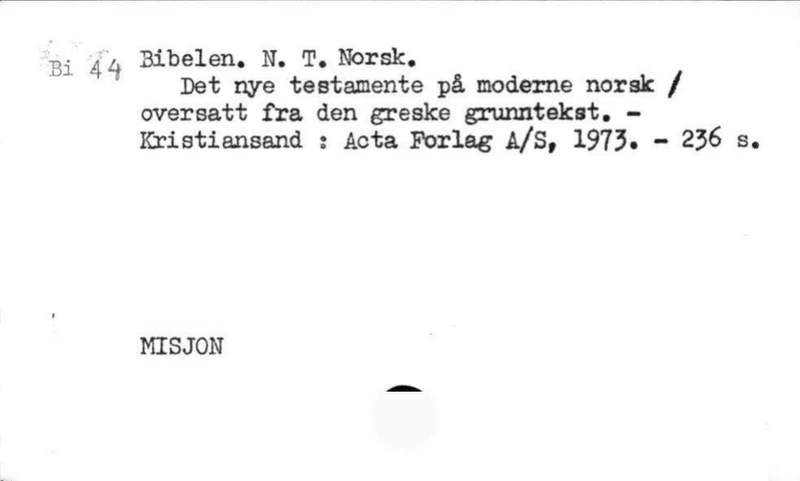 Bi 44 Bibelen. N. T. Norsk.
Det nye testamente på moderne norsk /
oversatt fra den greske grunntekst. -
Kristiansand : Acta Forlag A/S, 1973. - 236 s.
MISJON